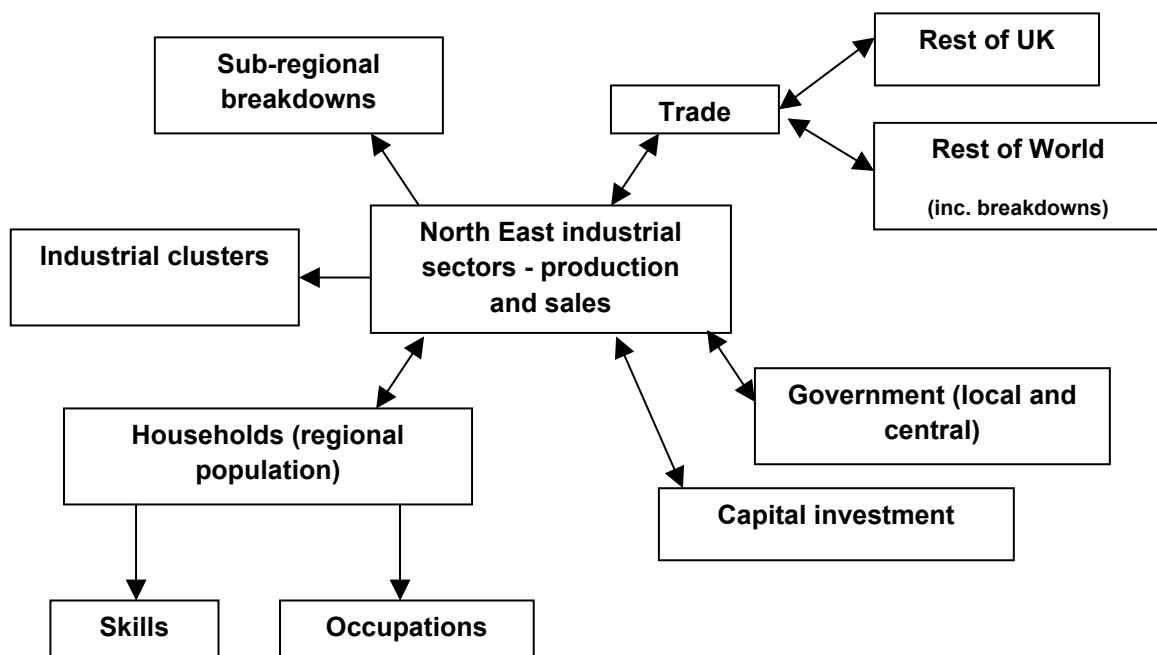 Rest of UK
Sub-regional
breakdowns
Trade
Rest of World
(inc. breakdowns)
North East industrial
sectors - production
and sales
Industrial clusters
Government (local and
central)
Households (regional
population)
Capital investment
Skills
Occupations